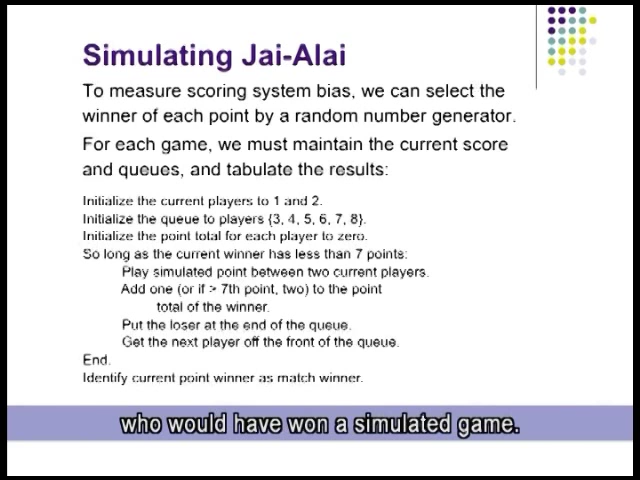 Simulating Jai-Alai
To measure scoring system bias, we can select the
winner of each point by a random number generator.
For each game, we must maintain the current score
and queues, and tabulate the results:
Initialize the current players to 1 and 2.
Initialize the queue to players {3, 4, 5, 6, 7, 8}.
Initialize the point total for each player to zero.
So long as the current winner has less than 7 points:
Play simulated point between two current players.
Add one (or if > 7th point, two) to the point
total of the winner.
Put the loser at the end of the queue.
Get the next player off the front of the queue.
End.
Identify current point winner as match winner.
who would have won a simulated game.